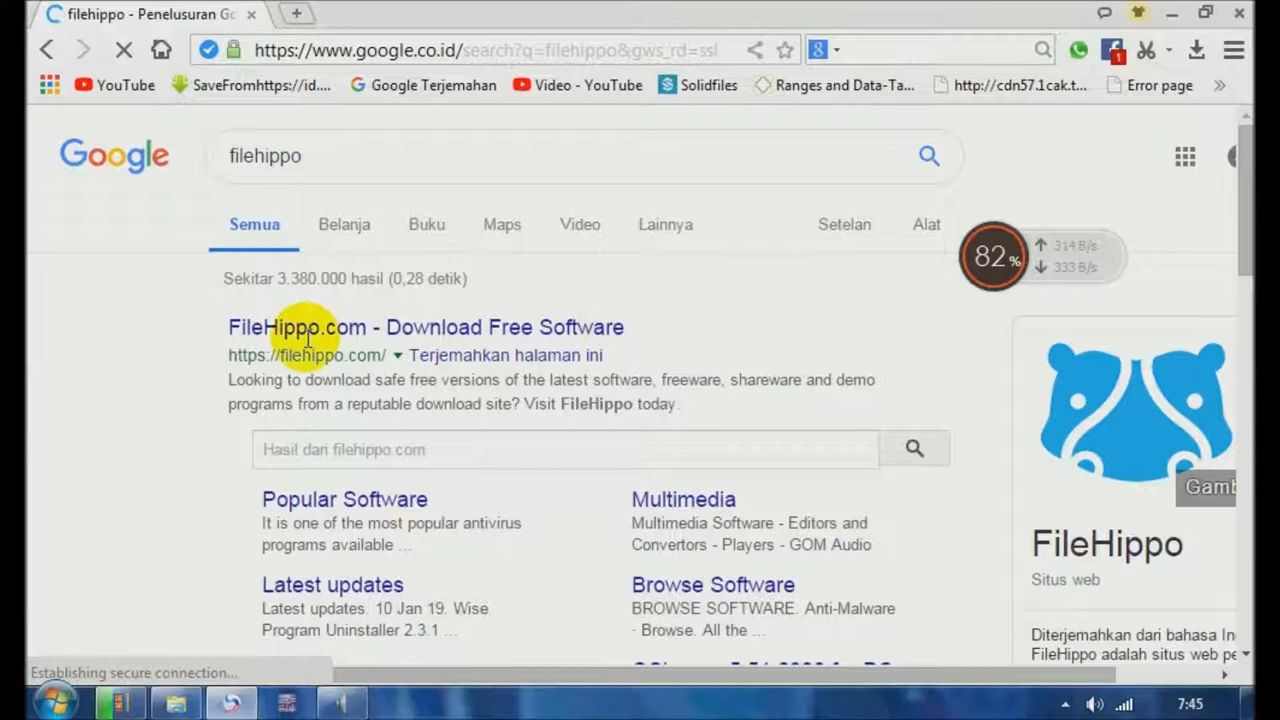 filehippo - Penelusuran Go
https://www.google.co.id/search?q=filehippo&gws_rd=ssl
1
YouTube
SaveFromhttps://id....
Google Terjemahan
Video - YouTube
Solidfiles
Ranges and Data-Ta...
http://cdn57.1cak.t...
Error page
Google
filehippo
Semua
Belanja
Buku
Maps
Video
Lainnya
Setelan
Alat
82%
314 B/s
333 B/s
Sekitar 3.380.000 hasil (0,28 detik)
FileHippo.com - Download Free Software
https://filehippo.com/ Terjemahkan halaman ini
Looking to download safe free versions of the latest software, freeware, shareware and demo
programs from a reputable download site? Visit FileHippo today.
Hasil dari filehippo.com
Popular Software
It is one of the most popular antivirus
programs available ...
Multimedia
Multimedia Software - Editors and
Convertors - Players - GOM Audio
Latest updates
Latest updates. 10 Jan 19. Wise
Program Uninstaller 2.3.1 ...
Browse Software
BROWSE SOFTWARE. Anti-Malware
· Browse. All the ...
Gamb
FileHippo
Situs web
Diterjemahkan dari bahasa In
FileHippo adalah situs web pe
Establishing secure connection...
7:45